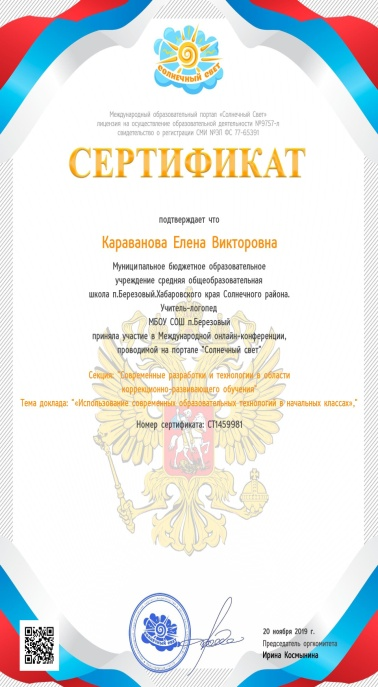 СОЛНЕЧНЫЙ СВЕТ
Международный образовательный портал «Солнечный Свет»
лицензия на осуществление образовательной деятельности №9757-л
свидетельство о регистрации СМИ №ЭЛ ФС 77-65391
СЕРТИФИКАТ
подтверждает что
Караванова Елена Викторовна
Муниципальное бюджетное образовательное
учреждение средняя общеобразовательная
школа п.Березовый,Хабаровского края Солнечного района.
Учитель-логопед
МБОУ СОШ п.Березовый
приняла участие в Международной онлайн-конференции,
проводимой на портале "Солнечный свет"
Секция: "Современные разработки и технологии в области
коррекционно-развивающего обучения"
Тема доклада: "«Использование современных образовательных технологий в начальных классах»,"
Номер сертификата: СП1459981
20 ноября 2019 г.
Председатель оргкомитета
Ирина Космынина